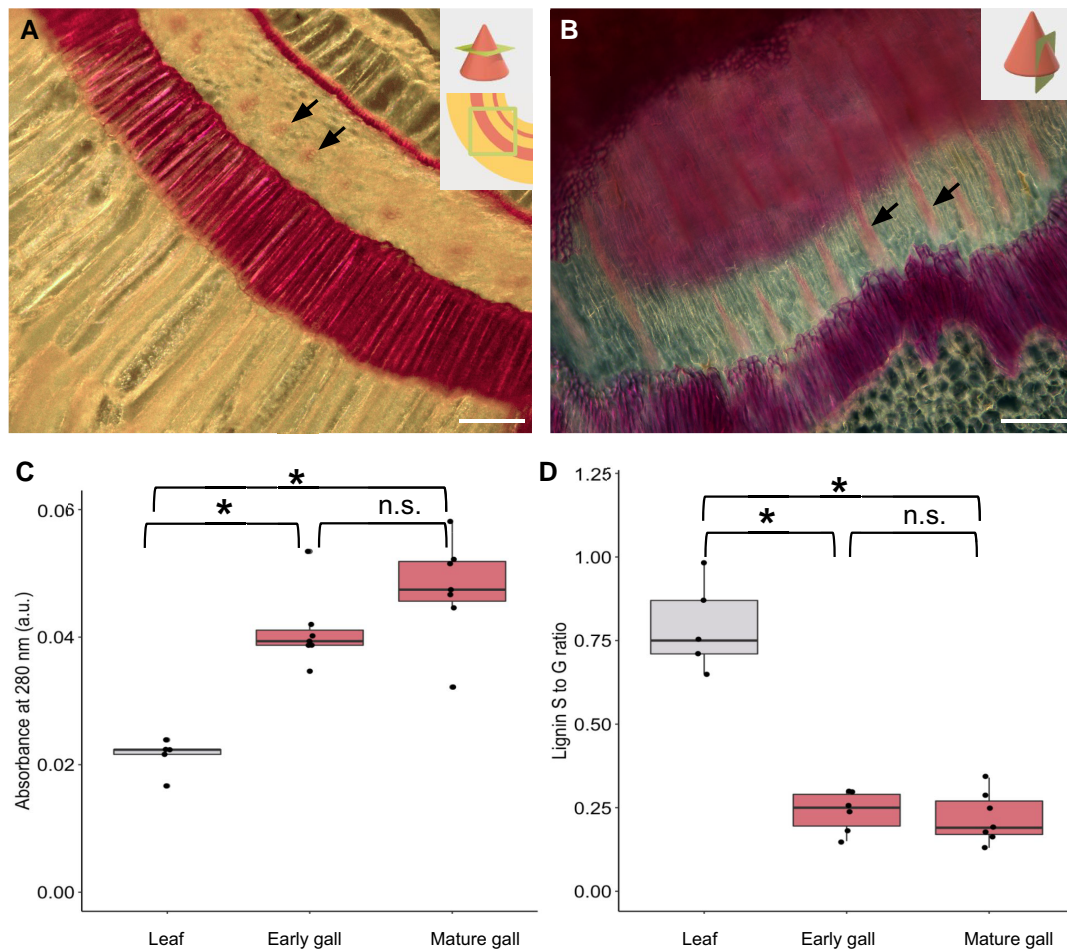 A
B
C
Absorbance at 280 nm (a.u.)
0.06
0.04
0.02
0.00
*
*
n.s.
Leaf
Early gall
Mature gall
D
Lignin S to G ratio
1.25
1.00
0.75
0.50
0.25
0.00
*
*
n.s.
Leaf
Early gall
Mature gall